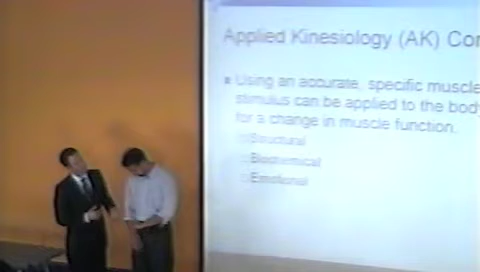 Applied Kinesiology (AK) Con
Using an accurate, specific muscle
stimulus can be applied to the body
for a change in muscle function.
Structural
Biochemical
Emotional